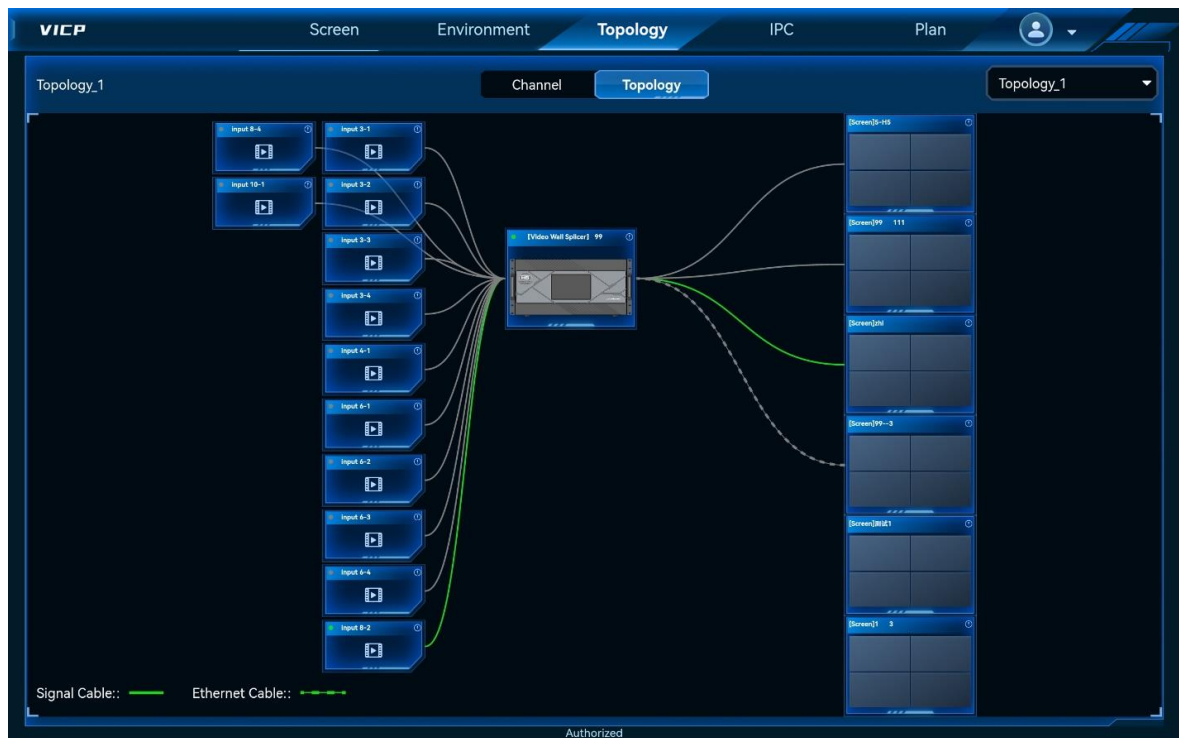 VICP Screen Environment Topology IPC Plan
Topology_1 Channel Topology Topology_1
input 8-4
input 3-1
input 10-1
input 3-2
input 3-3
input 3-4
input 4-1
input 6-1
input 6-2
input 6-3
input 6-4
input 8-2
[Video Wall Splicer] 99
[Screen]S-H5
[Screen]99 111
[Screen]zhl
[Screen]99--3
[Screen]测试1
[Screen]1 3
Signal Cable:: Ethernet Cable::
Authorized